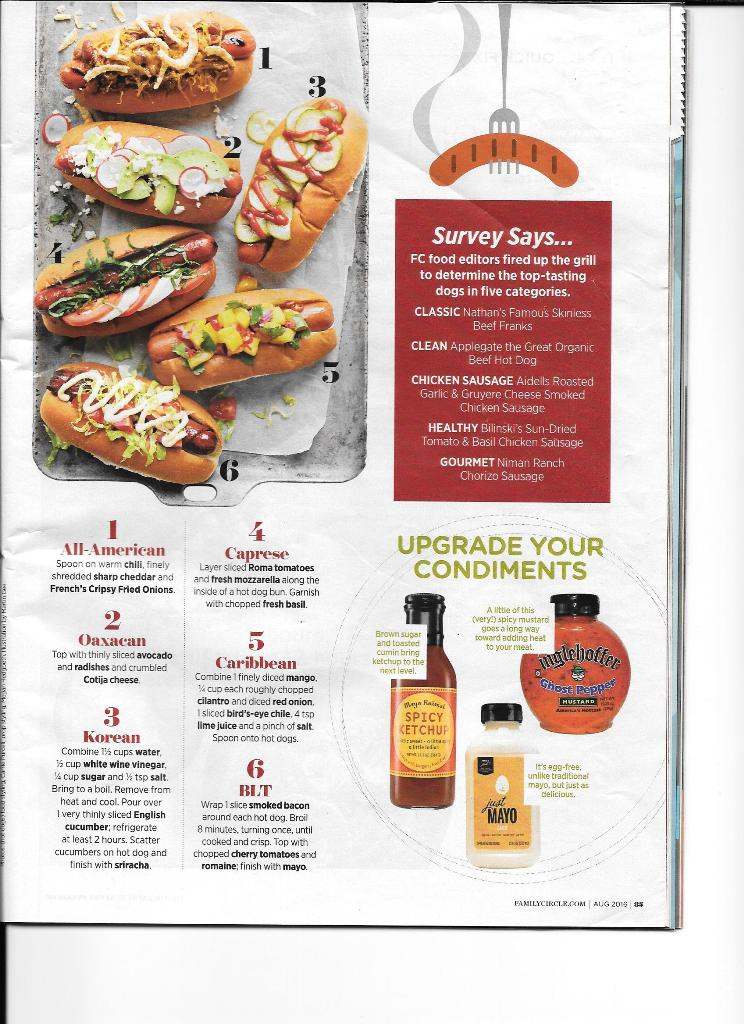 1
2
3
4
5
6
Survey Says...
FC food editors fired up the grill
to determine the top-tasting
dogs in five categories.
CLASSIC Nathan's Famous Skinless
Beef Franks
CLEAN Applegate the Great Organic
Beef Hot Dog
CHICKEN SAUSAGE Aidells Roasted
Garlic & Gruyere Cheese Smoked
Chicken Sausage
HEALTHY Bilinski's Sun-Dried
Tomato & Basil Chicken Sausage
GOURMET Niman Ranch
Chorizo Sausage
1
All-American
Spoon on warm chili, finely
shredded sharp cheddar and
French's Cripsy Fried Onions.
2
Oaxacan
Top with thinly sliced avocado
and radishes and crumbled
Cotija cheese.
3
Korean
Combine 1½ cups water,
½ cup white wine vinegar,
¼ cup sugar and ½ tsp salt.
Bring to a boil. Remove from
heat and cool. Pour over
1 very thinly sliced English
cucumber; refrigerate
at least 2 hours. Scatter
cucumbers on hot dog and
finish with sriracha.
4
Caprese
Layer sliced Roma tomatoes
and fresh mozzarella along the
inside of a hot dog bun. Garnish
with chopped fresh basil.
5
Caribbean
Combine 1 finely diced mango,
¼ cup each roughly chopped
cilantro and diced red onion,
1 sliced bird's-eye chile, 4 tsp
lime juice and a pinch of salt.
Spoon onto hot dogs.
6
BLT
Wrap 1 slice smoked bacon
around each hot dog. Broil
8 minutes, turning once, until
cooked and crisp. Top with
chopped cherry tomatoes and
romaine; finish with mayo.
UPGRADE YOUR
CONDIMENTS
Brown sugar
and toasted
cumin bring
ketchup to the
next level.
Maya Kaimal
SPICY
KETCHUP
A little of this
(very!) spicy mustard
goes a long way
toward adding heat
to your meat.
Inglehoffer
Ghost Pepper
MUSTARD
just
MAYO
It's egg-free,
unlike traditional
mayo, but just as
delicious.
FAMILYCIRCLE.COM | AUG 2016 | 85